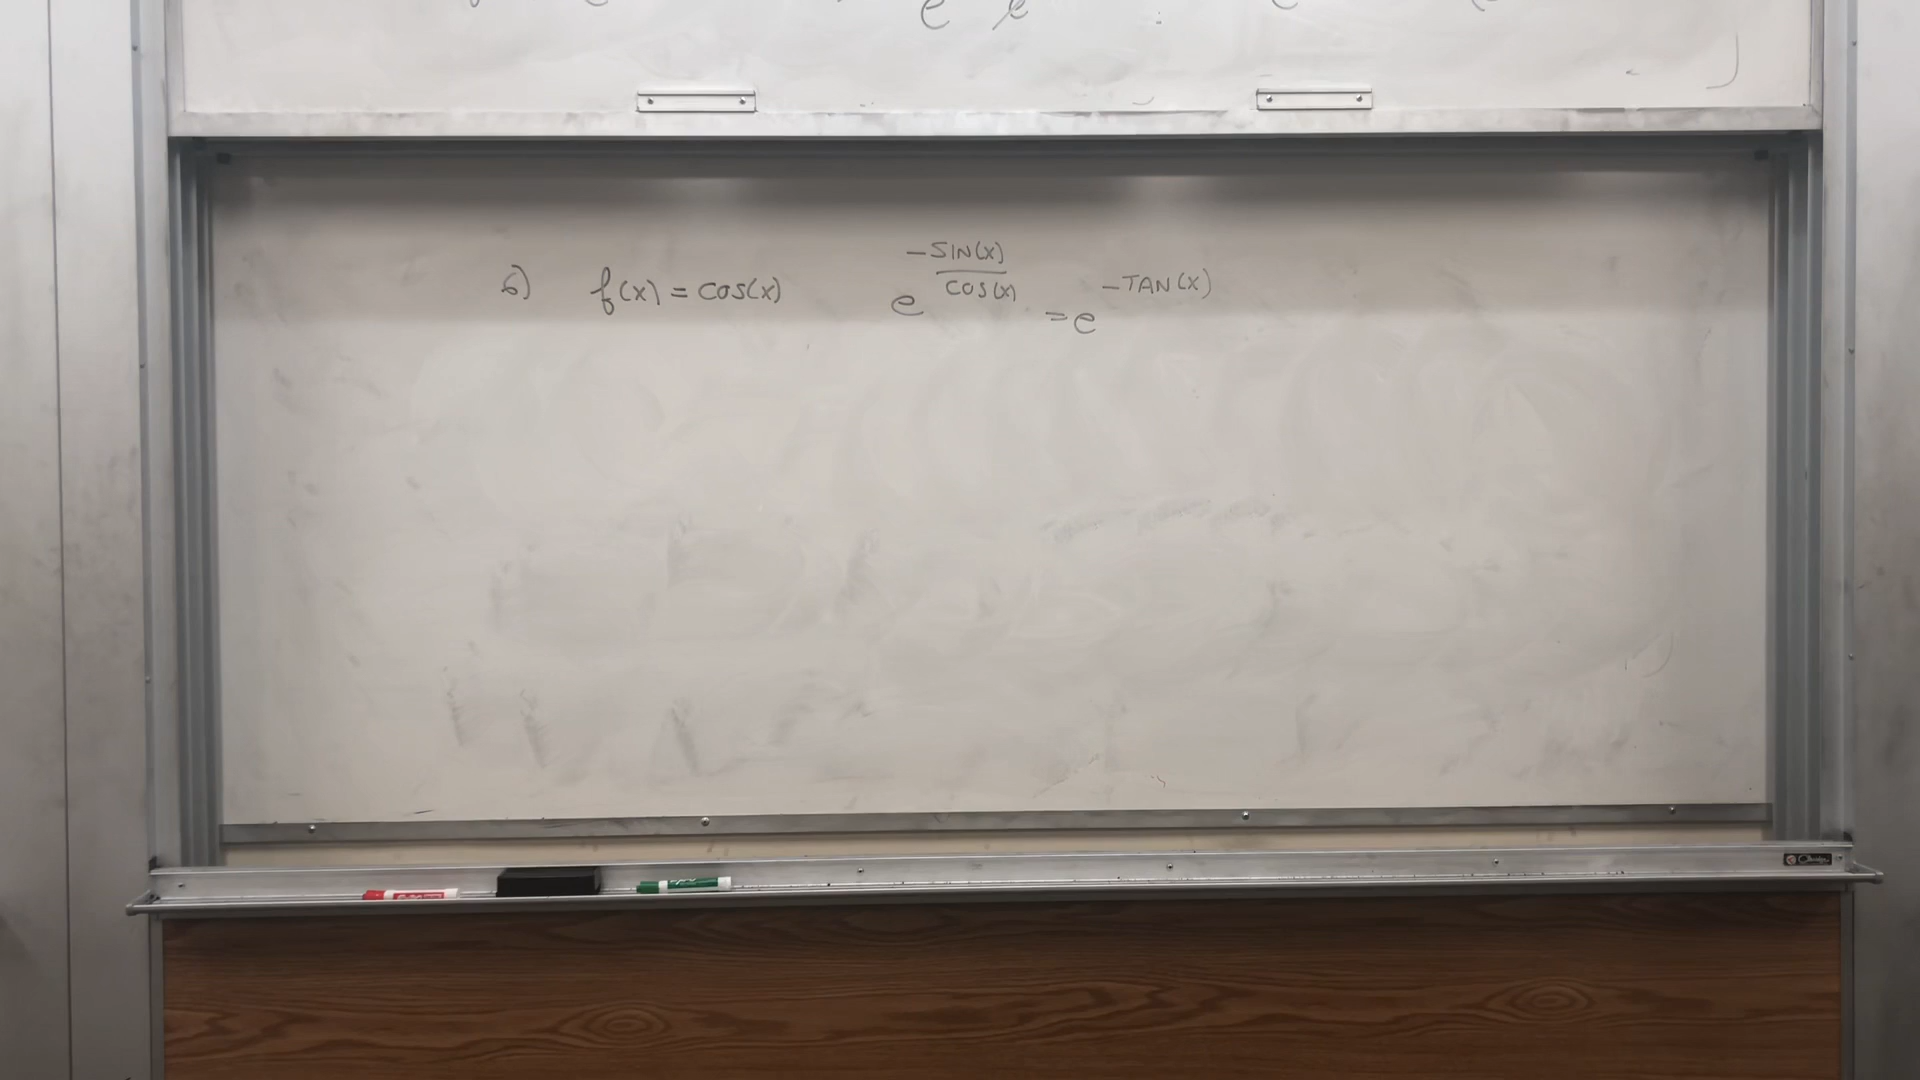 6) f(x) = cos(x) e^{-SIN(x)/COS(x)} = e^{-TAN(x)}